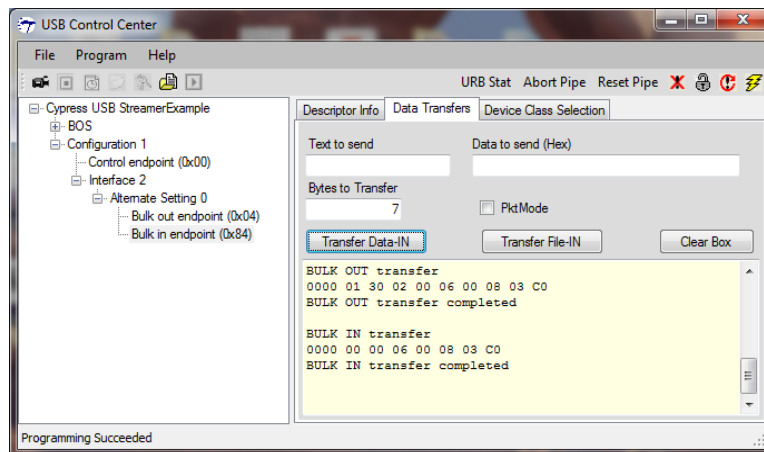 USB Control Center
File Program Help
URB Stat Abort Pipe Reset Pipe
Cypress USB StreamerExample
BOS
Configuration 1
Control endpoint (0x00)
Interface 2
Alternate Setting 0
Bulk out endpoint (0x04)
Bulk in endpoint (0x84)
Descriptor Info Data Transfers Device Class Selection
Text to send Data to send (Hex)
Bytes to Transfer
7 PktMode
Transfer Data-IN Transfer File-IN Clear Box
BULK OUT transfer
0000 01 30 02 00 06 00 08 03 C0
BULK OUT transfer completed
BULK IN transfer
0000 00 00 06 00 08 03 C0
BULK IN transfer completed
Programming Succeeded